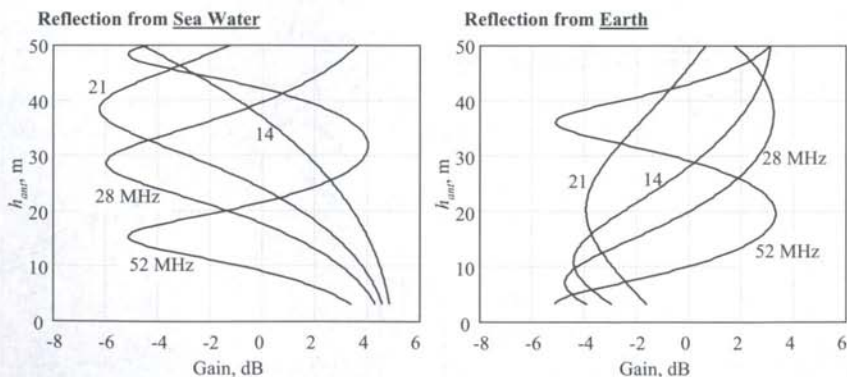 Reflection from Sea Water
50
40
30
20
10
0
h_ant, m
21
14
28 MHz
52 MHz
-8 -6 -4 -2 0 2 4 6
Gain, dB
Reflection from Earth
50
40
30
20
10
0
h_ant, m
21
14
28 MHz
52 MHz
-8 -6 -4 -2 0 2 4 6
Gain, dB